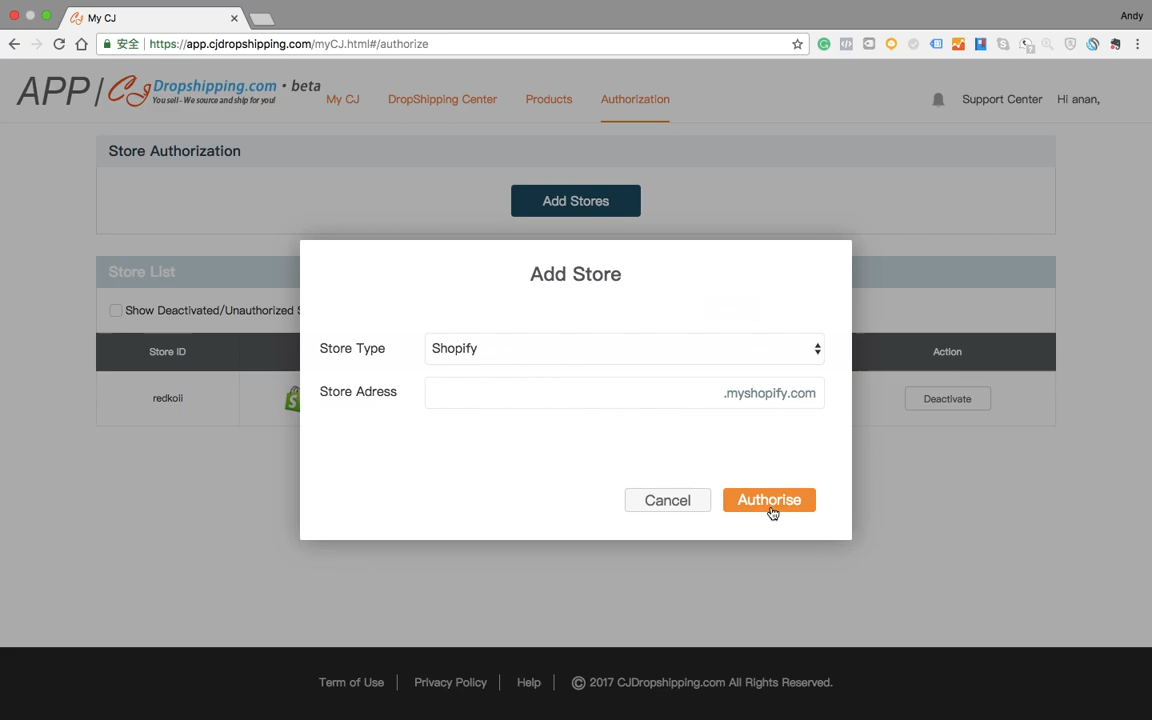 My CJ
Andy
安全 https://app.cjdropshipping.com/myCJ.html#/authorize
APP CJ Dropshipping.com • beta
You sell - We source and ship for you!
My CJ DropShipping Center Products Authorization Support Center Hi anan,
Store Authorization
Add Stores
Store List
Show Deactivated/Unauthorized S
Store ID Action
redkoii Deactivate
Add Store
Store Type Shopify
Store Adress .myshopify.com
Cancel Authorise
Term of Use Privacy Policy Help © 2017 CJDropshipping.com All Rights Reserved.